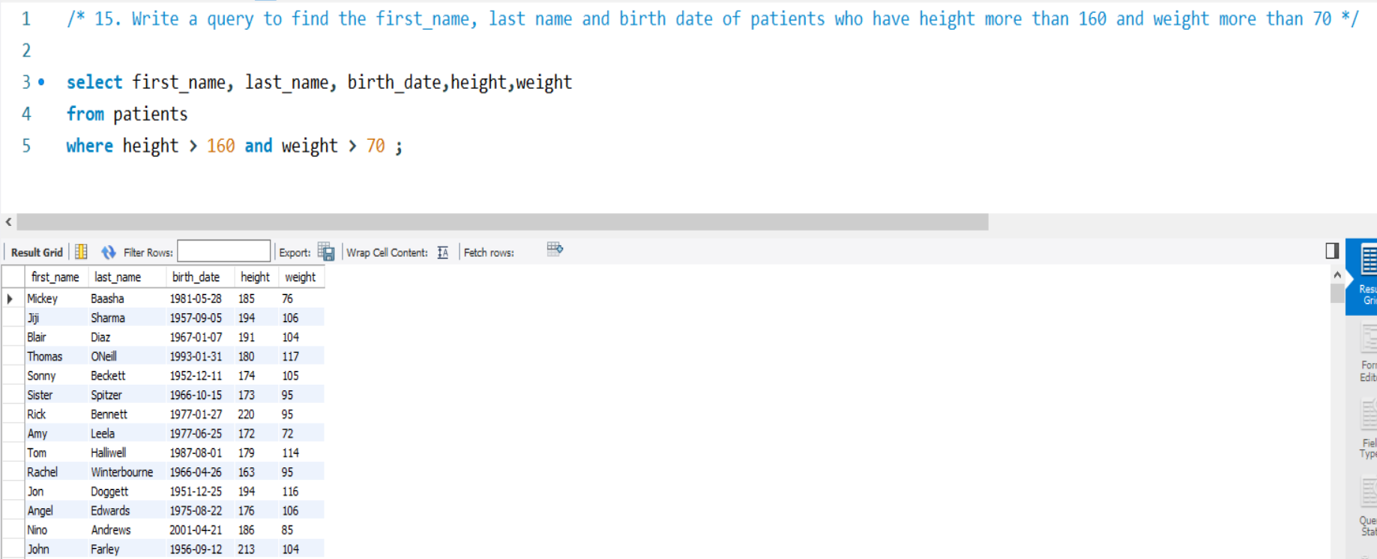 1 /* 15. Write a query to find the first_name, last name and birth date of patients who have height more than 160 and weight more than 70 */
2
3 select first_name, last_name, birth_date,height,weight
4 from patients
5 where height > 160 and weight > 70 ;
Result Grid Filter Rows: Export: Wrap Cell Content: Fetch rows:
first_name last_name birth_date height weight
Mickey Baasha 1981-05-28 185 76
Jiji Sharma 1957-09-05 194 106
Blair Diaz 1967-01-07 191 104
Thomas ONeill 1993-01-31 180 117
Sonny Beckett 1952-12-11 174 105
Sister Spitzer 1966-10-15 173 95
Rick Bennett 1977-01-27 220 95
Amy Leela 1977-06-25 172 72
Tom Halliwell 1987-08-01 179 114
Rachel Winterbourne 1966-04-26 163 95
Jon Doggett 1951-12-25 194 116
Angel Edwards 1975-08-22 176 106
Nino Andrews 2001-04-21 186 85
John Farley 1956-09-12 213 104